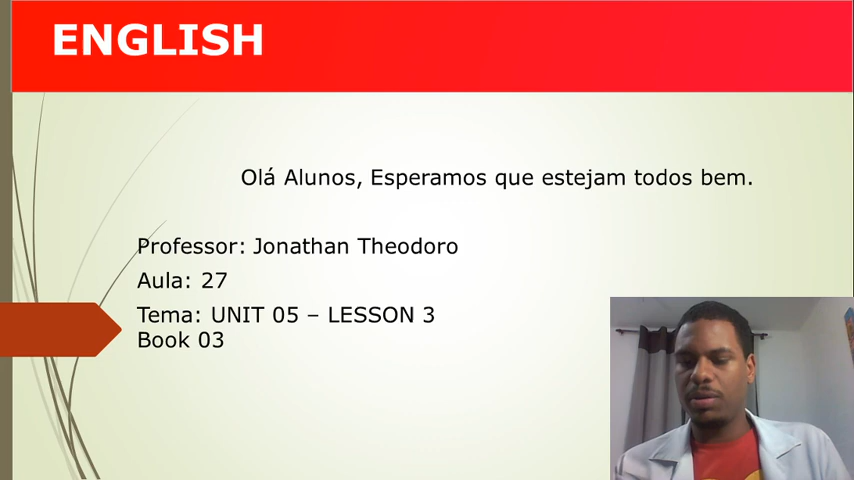 ENGLISH
Olá Alunos, Esperamos que estejam todos bem.
Professor: Jonathan Theodoro
Aula: 27
Tema: UNIT 05 – LESSON 3
Book 03